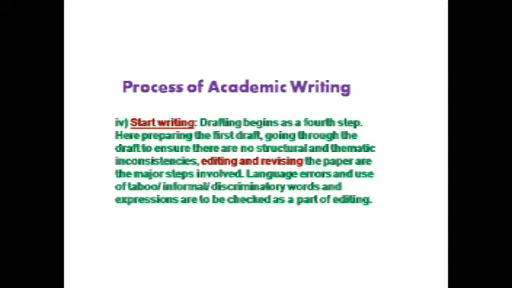 Process of Academic Writing
iv) Start writing: Drafting begins as a fourth step.
Here preparing the first draft, going through the
draft to ensure there are no structural and thematic
inconsistencies, editing and revising the paper are
the major steps involved. Language errors and use
of taboo/ informal/ discriminatory words and
expressions are to be checked as a part of editing.